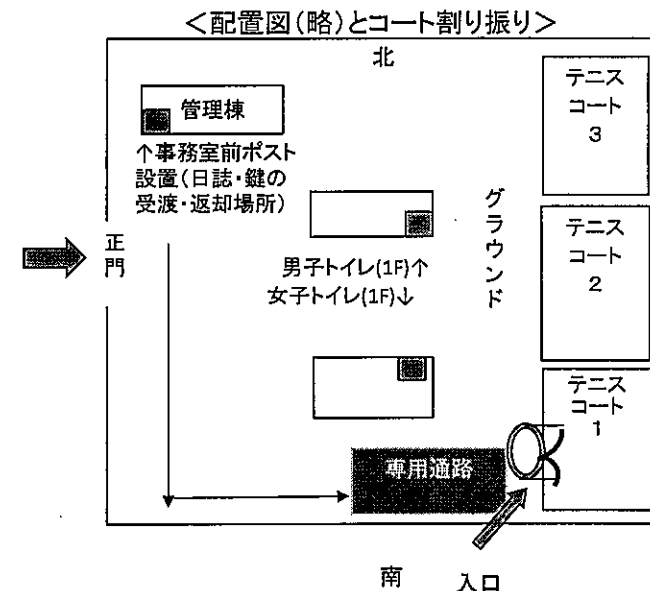 ＜配置図(略)とコート割り振り＞
北
管理棟
↑事務室前ポスト
設置(日誌・鍵の
受渡・返却場所)
正門
男子トイレ(1F)↑
女子トイレ(1F)↓
グラウンド
テニス
コート
3
テニス
コート
2
テニス
コート
1
専用通路
南
入口